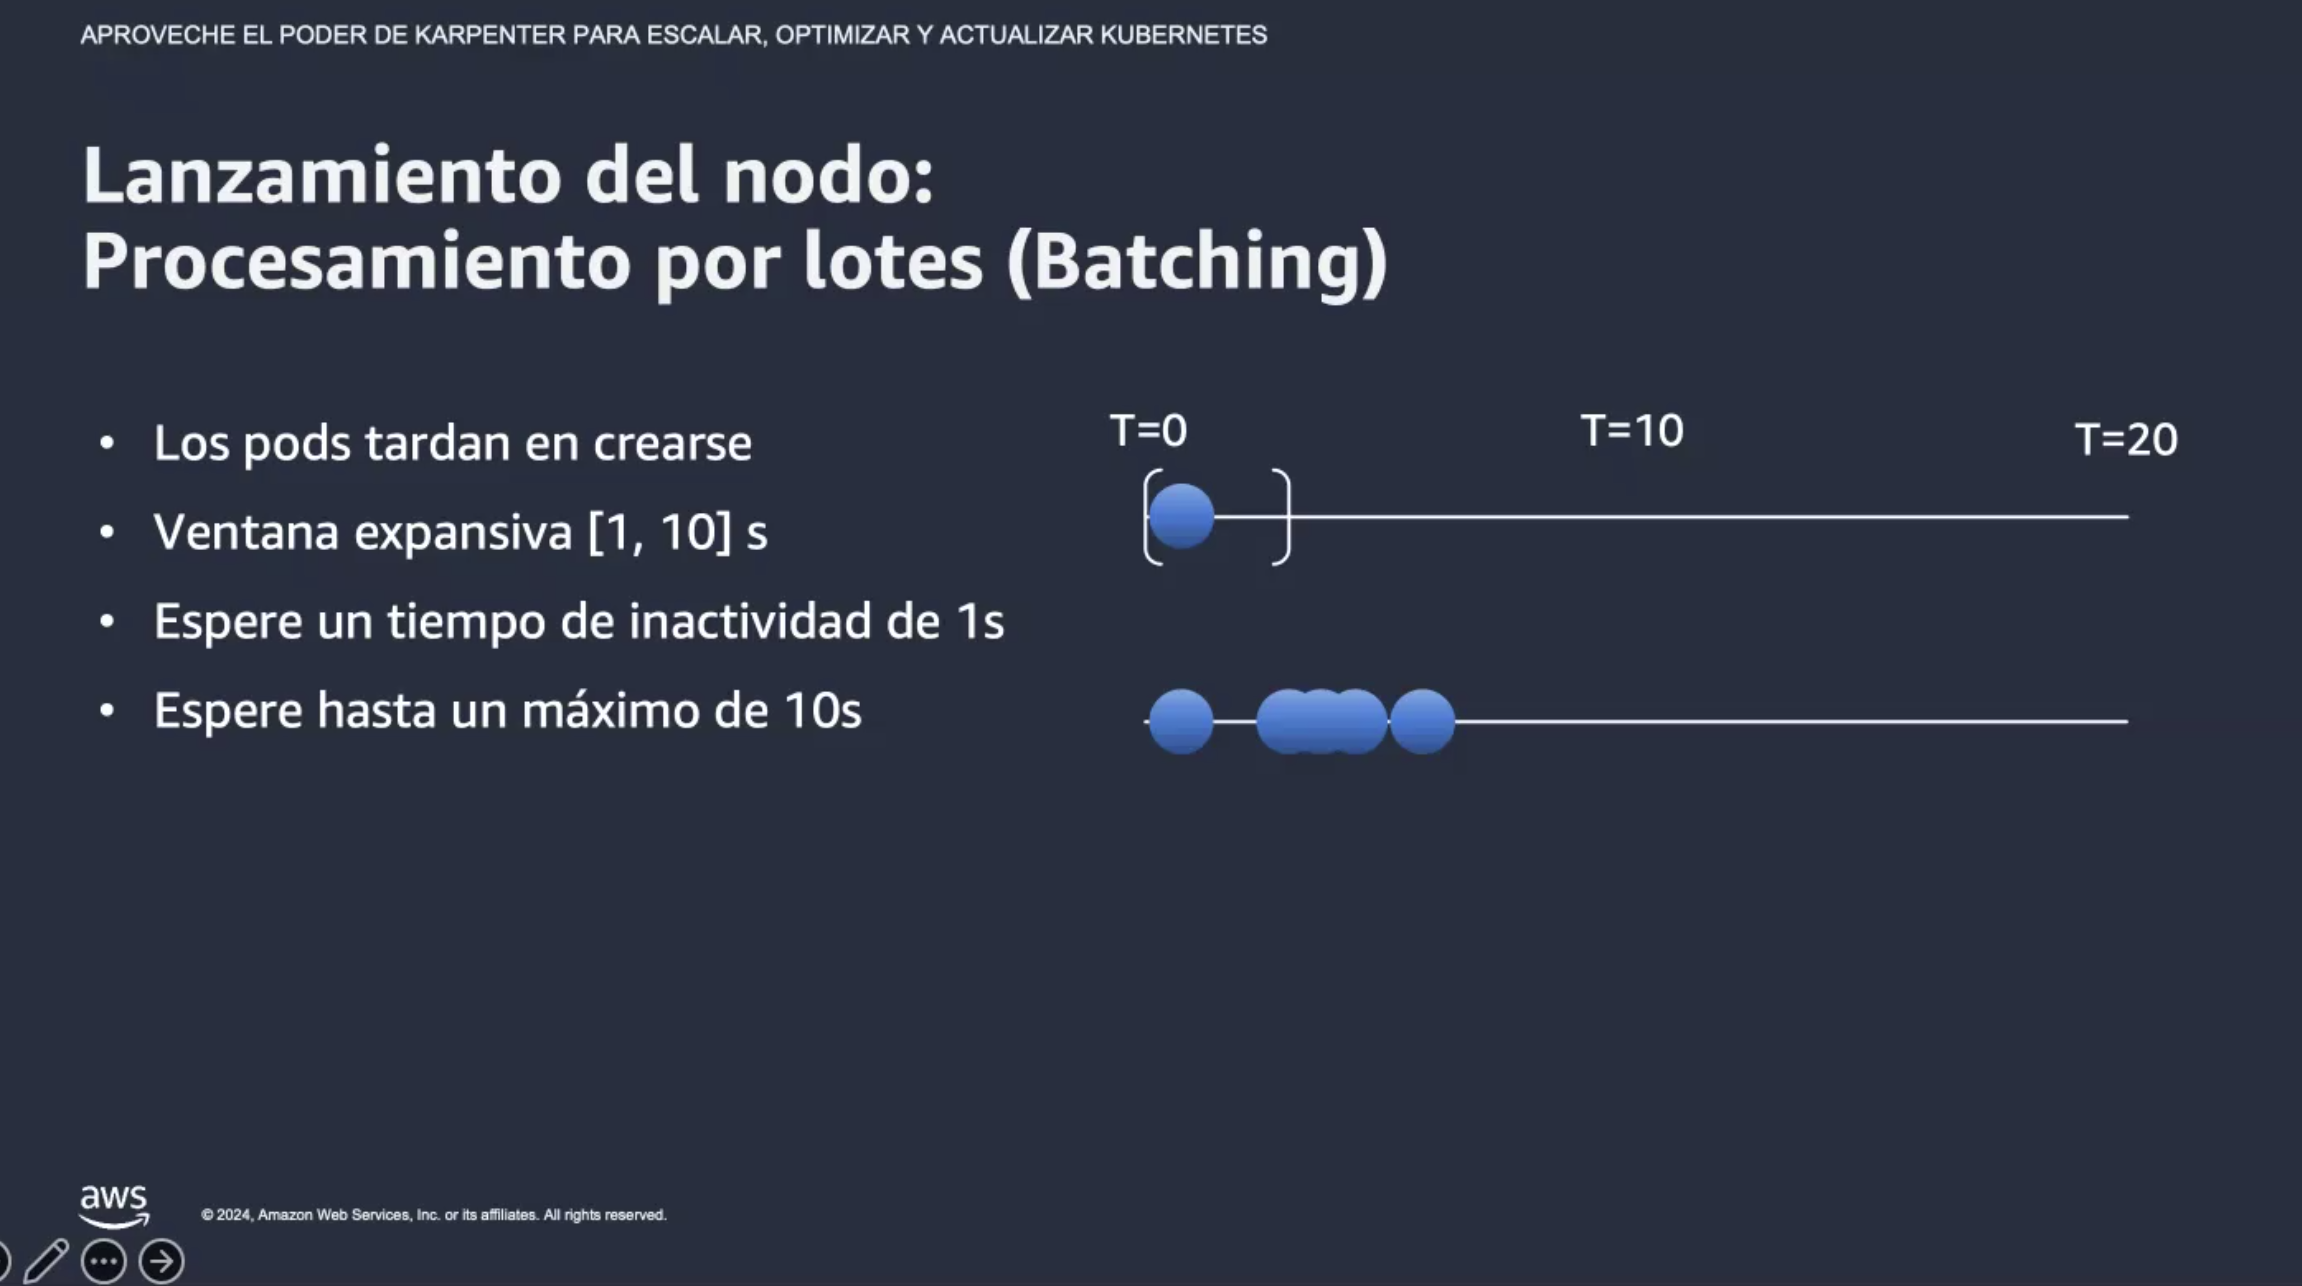 APROVECHE EL PODER DE KARPENTER PARA ESCALAR, OPTIMIZAR Y ACTUALIZAR KUBERNETES
Lanzamiento del nodo:
Procesamiento por lotes (Batching)
• Los pods tardan en crearse
• Ventana expansiva [1, 10] s
• Espere un tiempo de inactividad de 1s
• Espere hasta un máximo de 10s
T=0
T=10
T=20
aws
© 2024, Amazon Web Services, Inc. or its affiliates. All rights reserved.